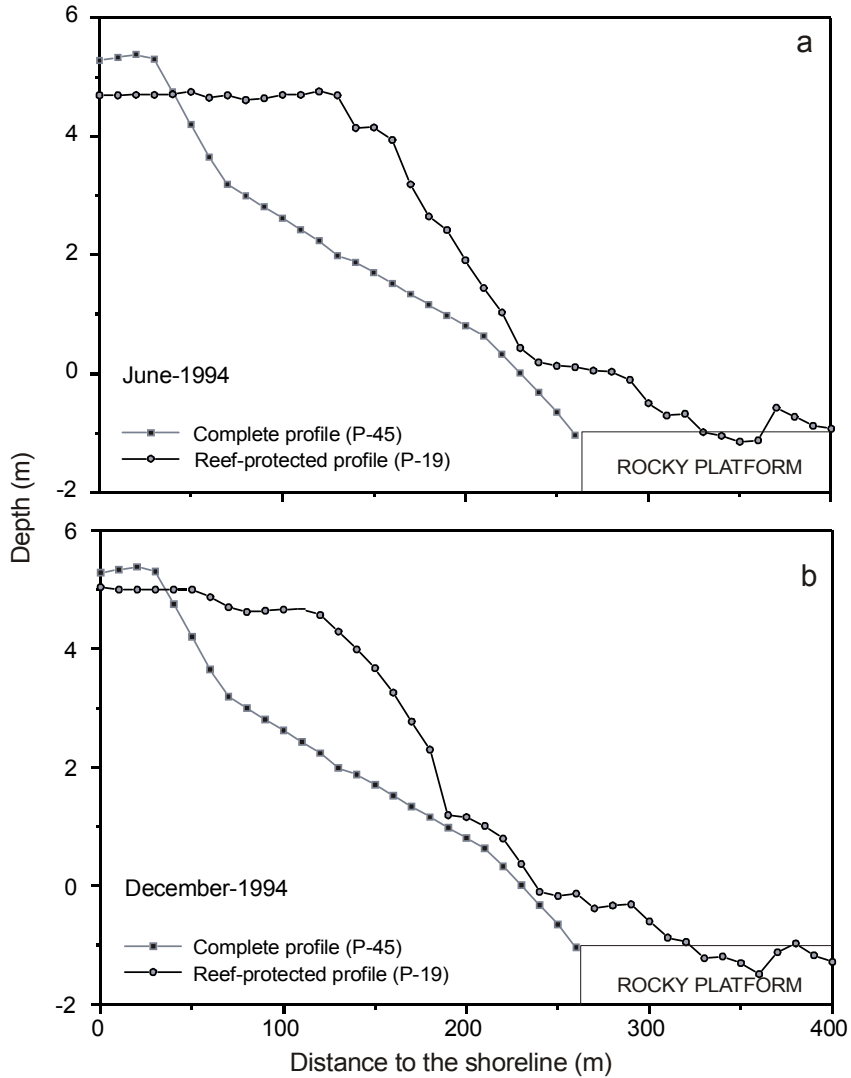 6
a
4
2
0
-2
June-1994
Complete profile (P-45)
Reef-protected profile (P-19)
ROCKY PLATFORM
Depth (m)
6
b
4
2
0
-2
December-1994
Complete profile (P-45)
Reef-protected profile (P-19)
ROCKY PLATFORM
0 100 200 300 400
Distance to the shoreline (m)